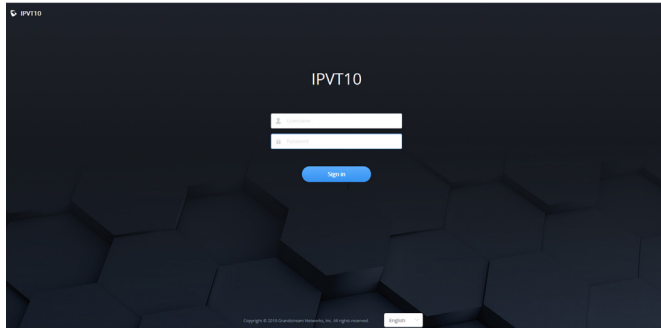 IPVT10
IPVT10
Username
Password
Sign in
Copyright © 2019 Grandstream Networks, Inc. All rights reserved.
English